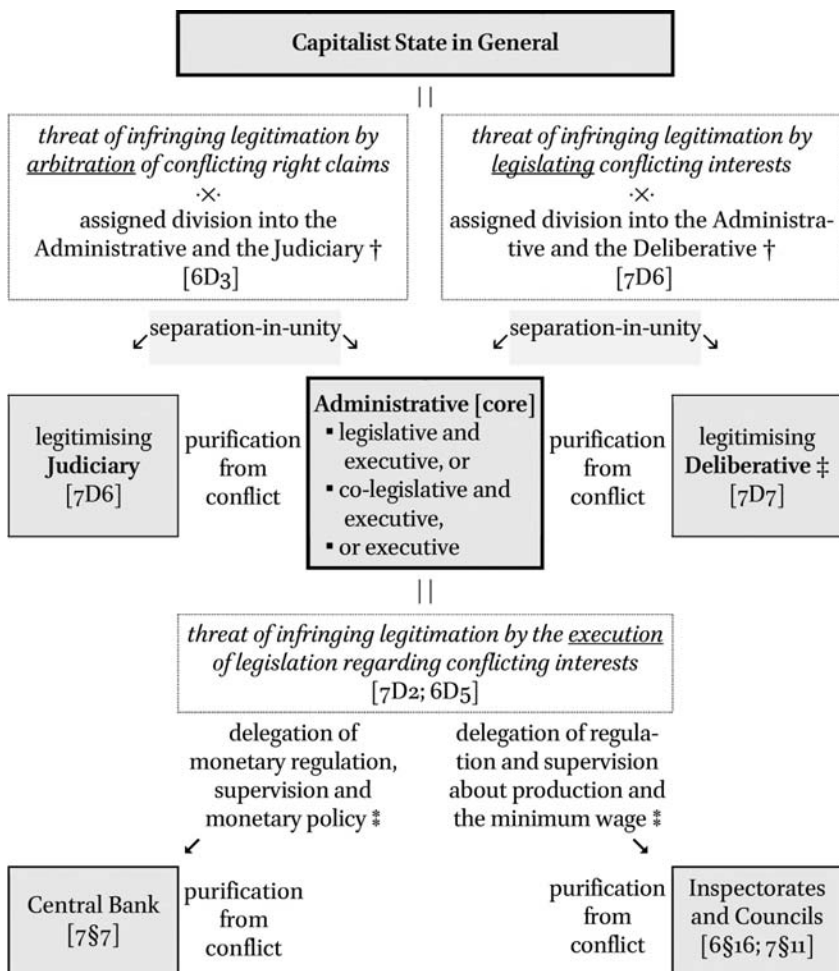 Capitalist State in General
||
threat of infringing legitimation by
arbitration of conflicting right claims
·×·
assigned division into the
Administrative and the Judiciary †
[6D3]
threat of infringing legitimation by
legislating conflicting interests
·×·
assigned division into the Administra-
tive and the Deliberative †
[7D6]
↙ separation-in-unity ↘
↙ separation-in-unity ↘
legitimising
Judiciary
[7D6]
purification
from
conflict
Administrative [core]
▪ legislative and
executive, or
▪ co-legislative and
executive,
▪ or executive
purification
from
conflict
legitimising
Deliberative ‡
[7D7]
||
threat of infringing legitimation by the execution
of legislation regarding conflicting interests
[7D2; 6D5]
delegation of
monetary regulation,
supervision and
monetary policy ⁑
↙
delegation of regula-
tion and supervision
about production and
the minimum wage ⁑
↘
Central Bank
[7§7]
purification
from
conflict
purification
from
conflict
Inspectorates
and Councils
[6§16; 7§11]